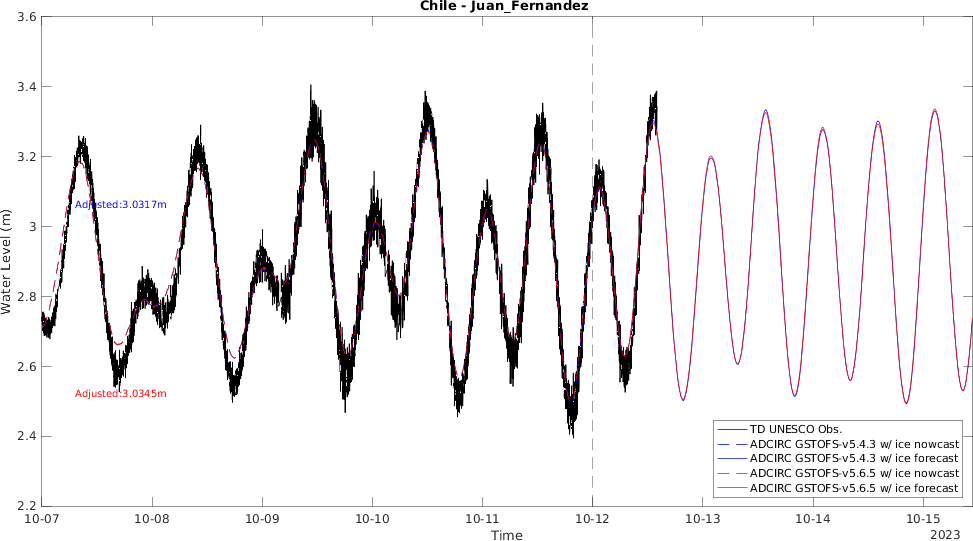 Chile - Juan_Fernandez
3.6
3.4
3.2
3
2.8
2.6
2.4
2.2
Water Level (m)
Adjusted:3.0317m
Adjusted:3.0345m
TD UNESCO Obs.
ADCIRC GSTOFS-v5.4.3 w/ ice nowcast
ADCIRC GSTOFS-v5.4.3 w/ ice forecast
ADCIRC GSTOFS-v5.6.5 w/ ice nowcast
ADCIRC GSTOFS-v5.6.5 w/ ice forecast
10-07 10-08 10-09 10-10 10-11 10-12 10-13 10-14 10-15
Time
2023